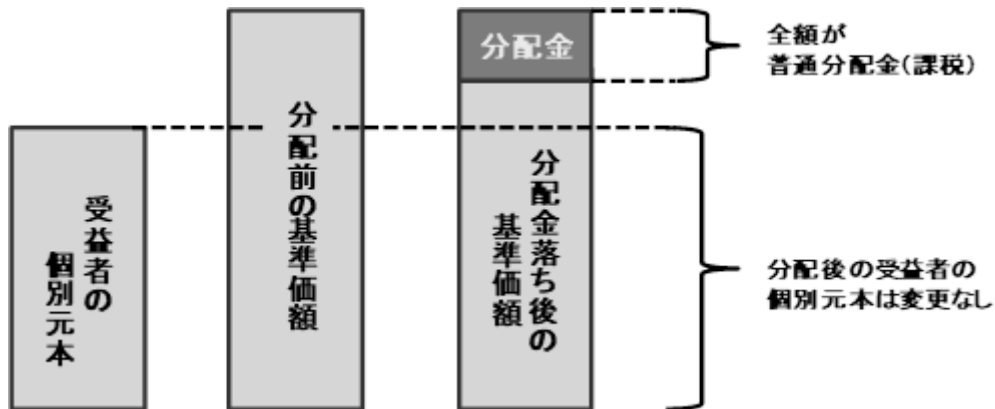 受益者の
個別元本
分配前の基準価額
分配金
分配金落ち後の
基準価額
全額が
普通分配金(課税)
分配後の受益者の
個別元本は変更なし